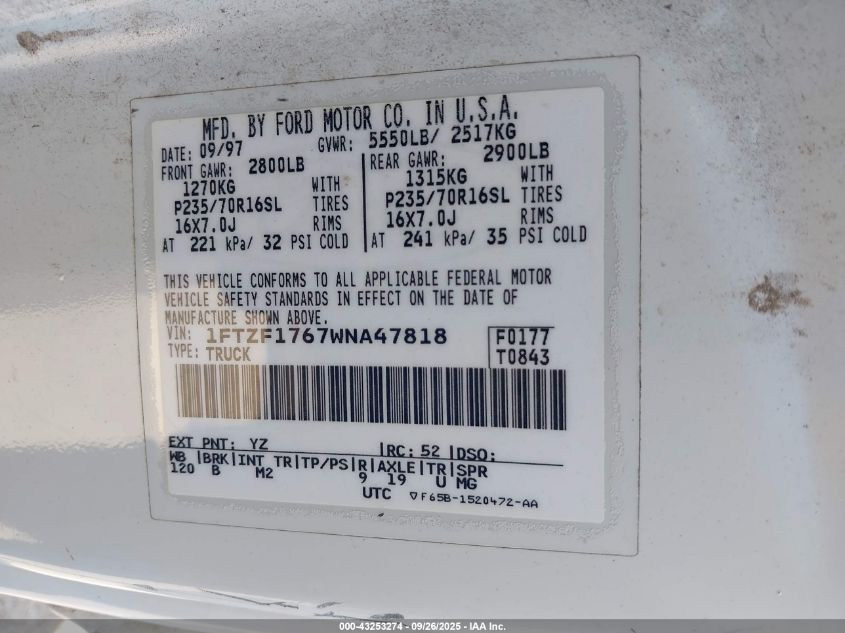 MFD. BY FORD MOTOR CO. IN U.S.A.
DATE: 09/97 GVWR: 5550LB/ 2517KG
FRONT GAWR: 2800LB REAR GAWR: 2900LB
1270KG WITH 1315KG WITH
P235/70R16SL TIRES P235/70R16SL TIRES
16X7.0J RIMS 16X7.0J RIMS
AT 221 kPa/ 32 PSI COLD AT 241 kPa/ 35 PSI COLD
THIS VEHICLE CONFORMS TO ALL APPLICABLE FEDERAL MOTOR
VEHICLE SAFETY STANDARDS IN EFFECT ON THE DATE OF
MANUFACTURE SHOWN ABOVE.
VIN: 1FTZF1767WNA47818 F0177
TYPE: TRUCK T0843
EXT PNT: YZ RC: 52 DSO:
WB BRK INT TR TP/PS R AXLE TR SPR
120 B M2 9 19 U MG
UTC ▽F65B-1520472-AA
000-43253274 - 09/26/2025 - IAA Inc.